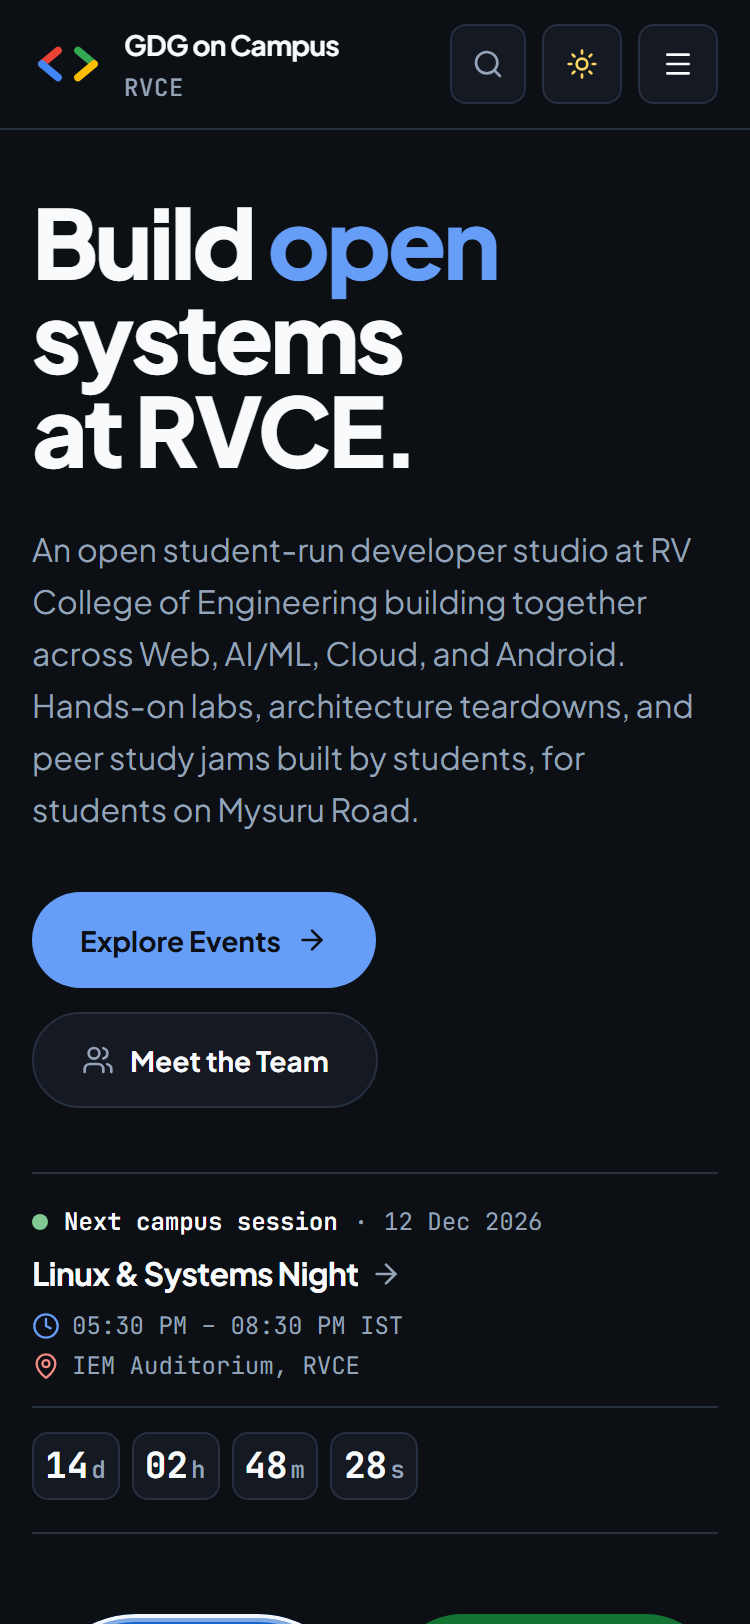 GDG on Campus
RVCE
Build open
systems
at RVCE.
An open student-run developer studio at RV
College of Engineering building together
across Web, AI/ML, Cloud, and Android.
Hands-on labs, architecture teardowns, and
peer study jams built by students, for
students on Mysuru Road.
Explore Events →
Meet the Team
Next campus session · 12 Dec 2026
Linux & Systems Night →
05:30 PM – 08:30 PM IST
IEM Auditorium, RVCE
14d 02h 48m 28s